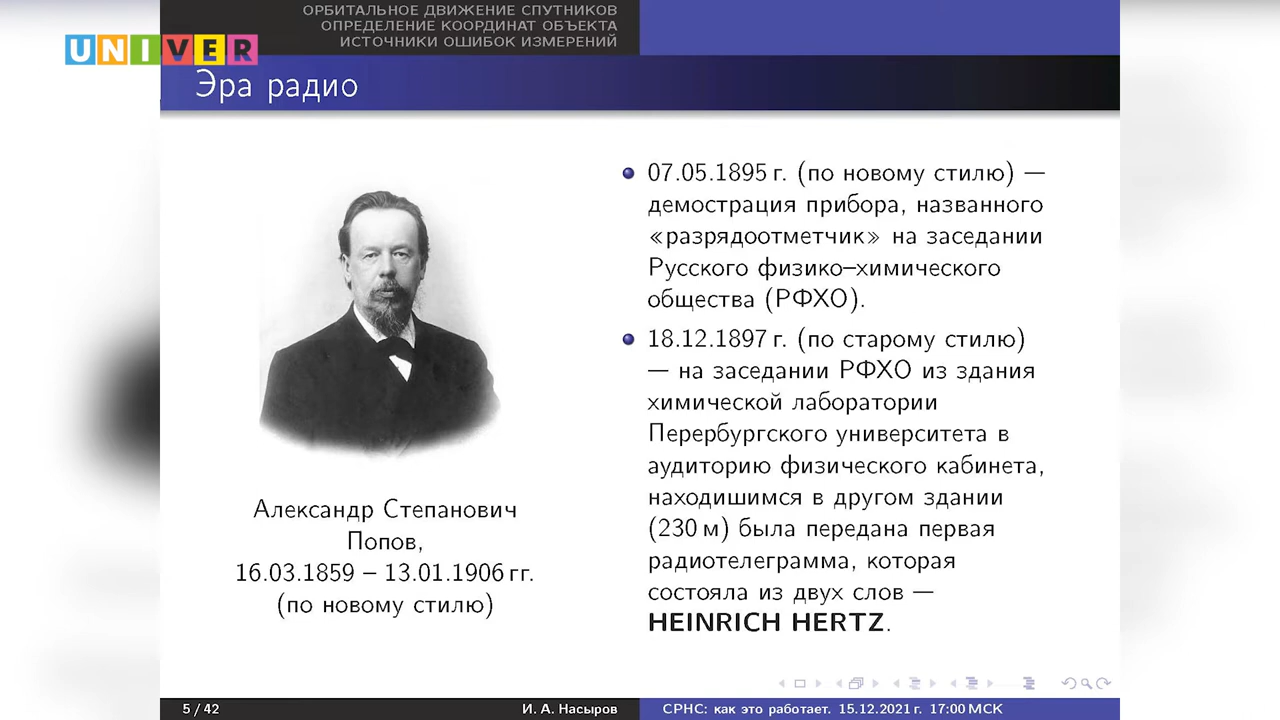 ОРБИТАЛЬНОЕ ДВИЖЕНИЕ СПУТНИКОВ
ОПРЕДЕЛЕНИЕ КООРДИНАТ ОБЪЕКТА
ИСТОЧНИКИ ОШИБОК ИЗМЕРЕНИЙ
UNIVER
Эра радио
Александр Степанович
Попов,
16.03.1859 – 13.01.1906 гг.
(по новому стилю)
07.05.1895 г. (по новому стилю) —
демострация прибора, названного
«разрядоотметчик» на заседании
Русского физико–химического
общества (РФХО).
18.12.1897 г. (по старому стилю)
— на заседании РФХО из здания
химической лаборатории
Перербургского университета в
аудиторию физического кабинета,
находишимся в другом здании
(230 м) была передана первая
радиотелеграмма, которая
состояла из двух слов —
HEINRICH HERTZ.
5 / 42
И. А. Насыров
СРНС: как это работает. 15.12.2021 г. 17:00 МСК